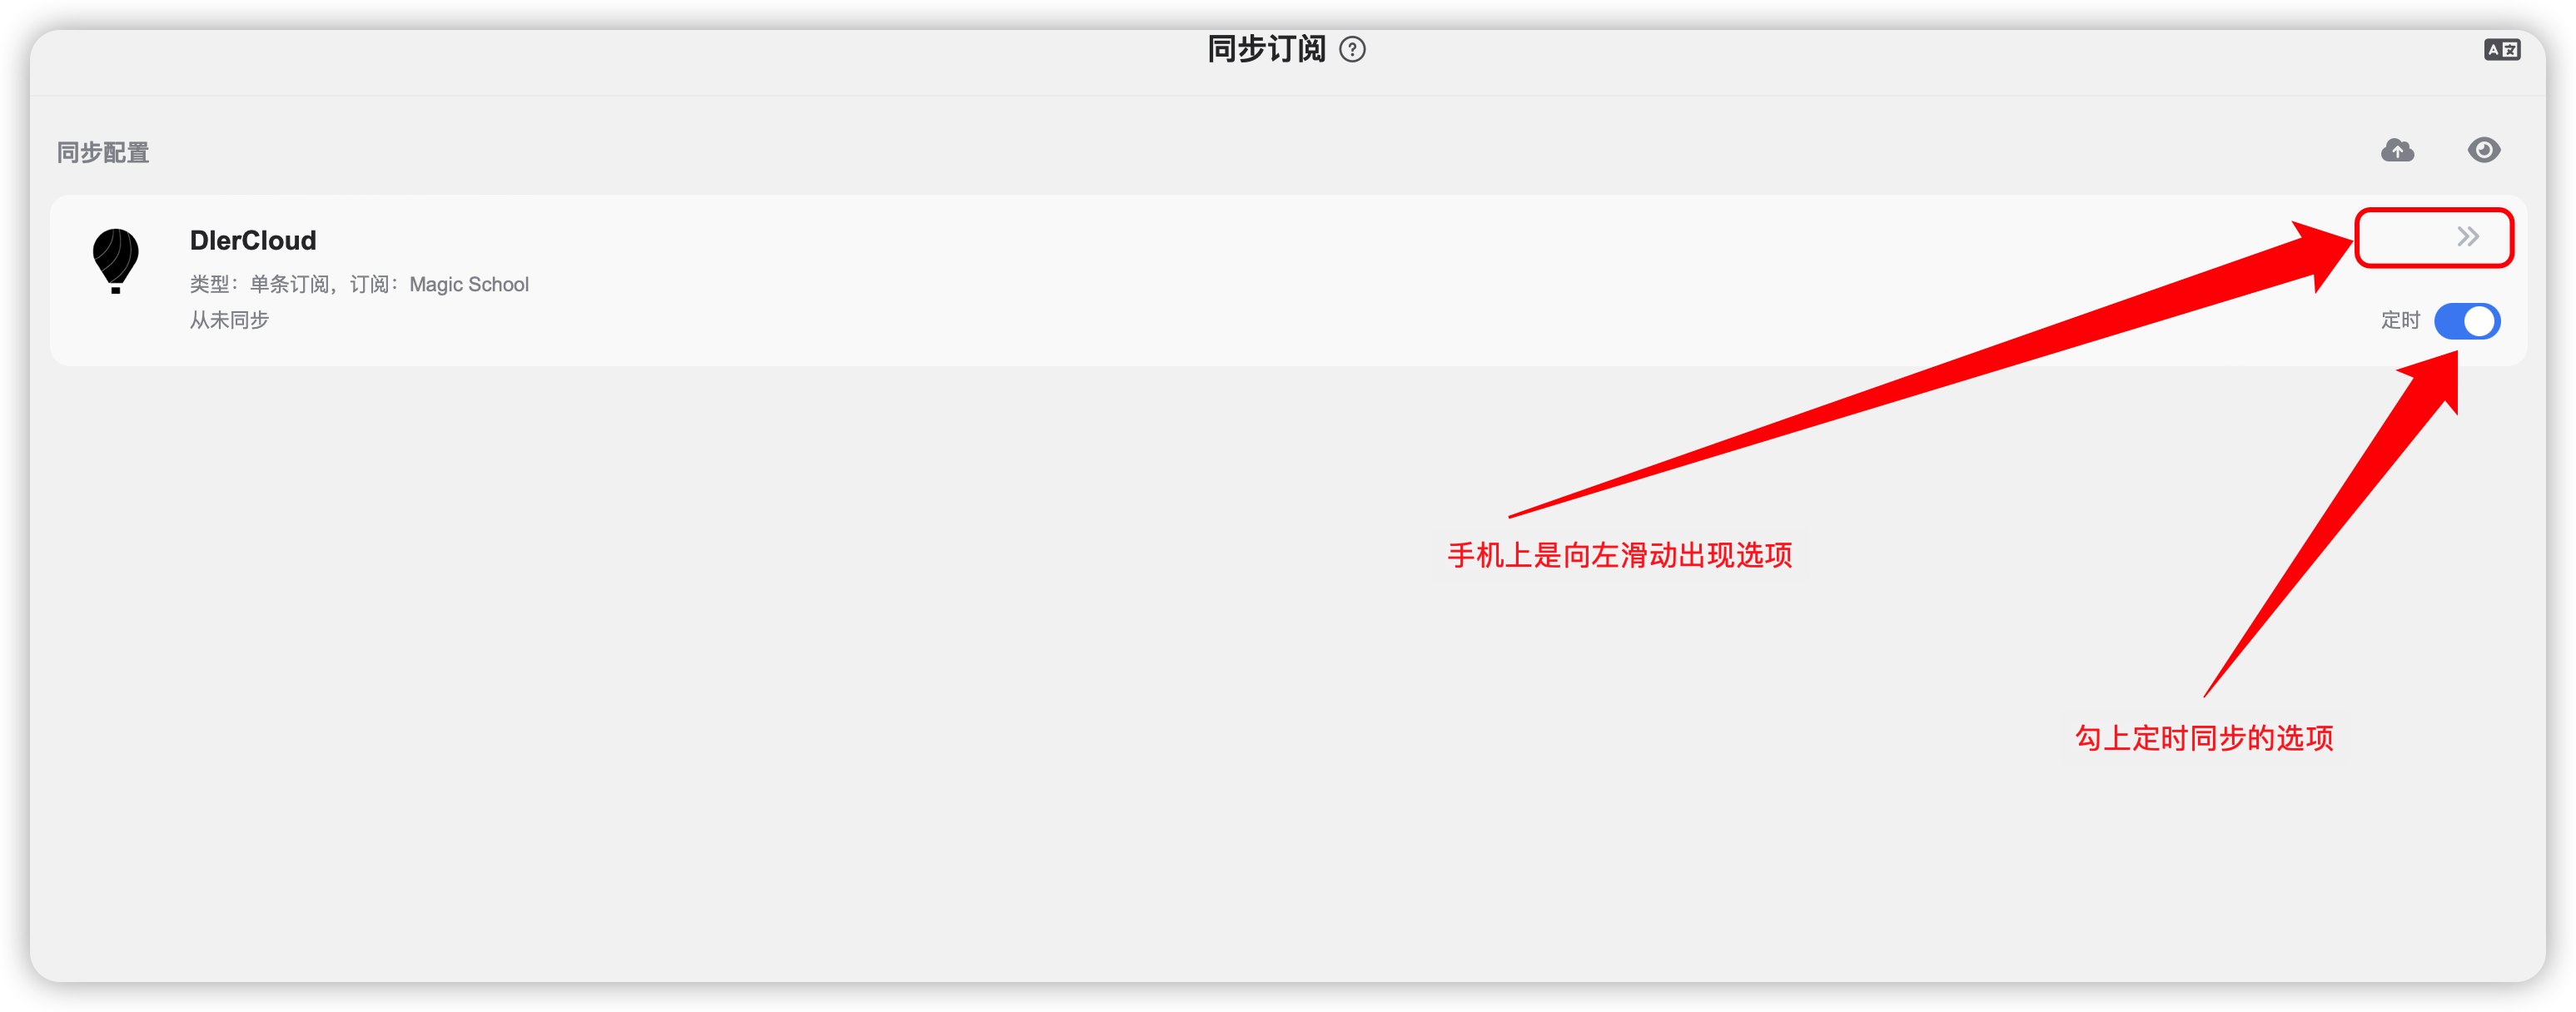 同步订阅
同步配置
DlerCloud
类型：单条订阅，订阅：Magic School
从未同步
定时
手机上是向左滑动出现选项
勾上定时同步的选项